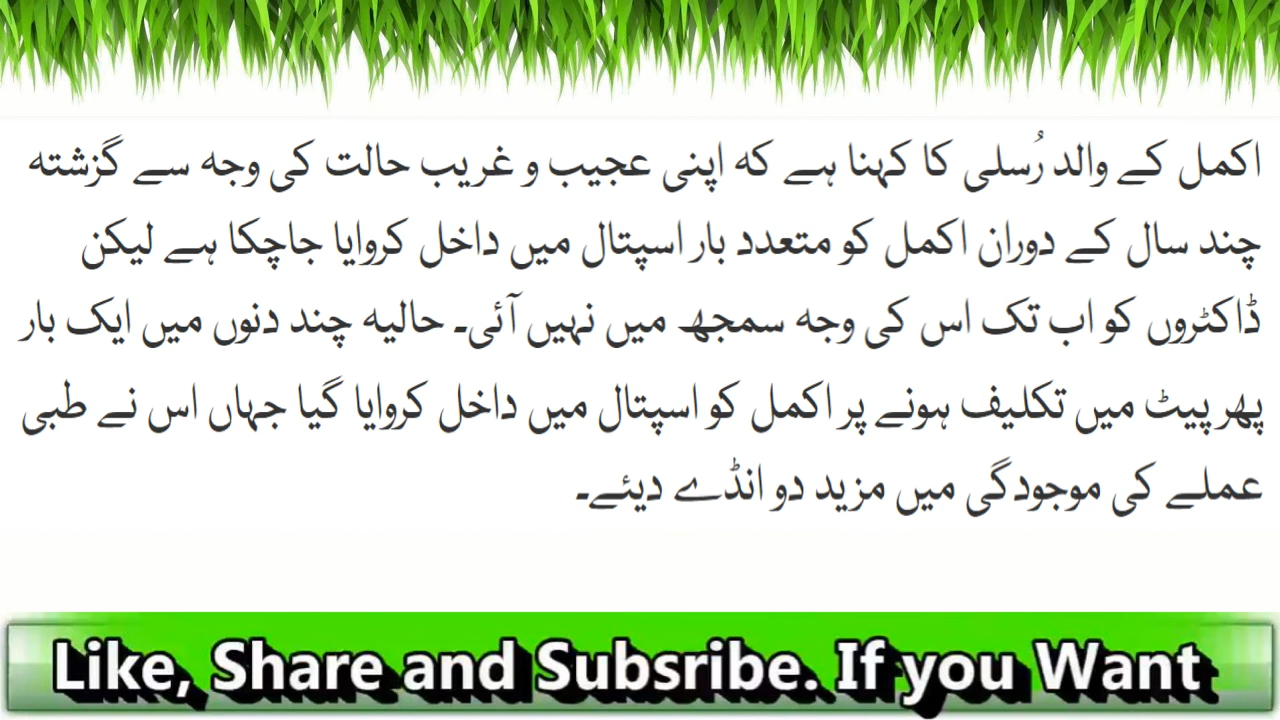 اکمل کے والد رُسلی کا کہنا ہے کہ اپنی عجیب و غریب حالت کی وجہ سے گزشتہ
چند سال کے دوران اکمل کو متعدد بار اسپتال میں داخل کروایا جاچکا ہے لیکن
ڈاکٹروں کو اب تک اس کی وجہ سمجھ میں نہیں آئی۔ حالیہ چند دنوں میں ایک بار
پھر پیٹ میں تکلیف ہونے پر اکمل کو اسپتال میں داخل کروایا گیا جہاں اس نے طبی
عملے کی موجودگی میں مزید دو انڈے دیئے۔
Like, Share and Subsribe. If you Want